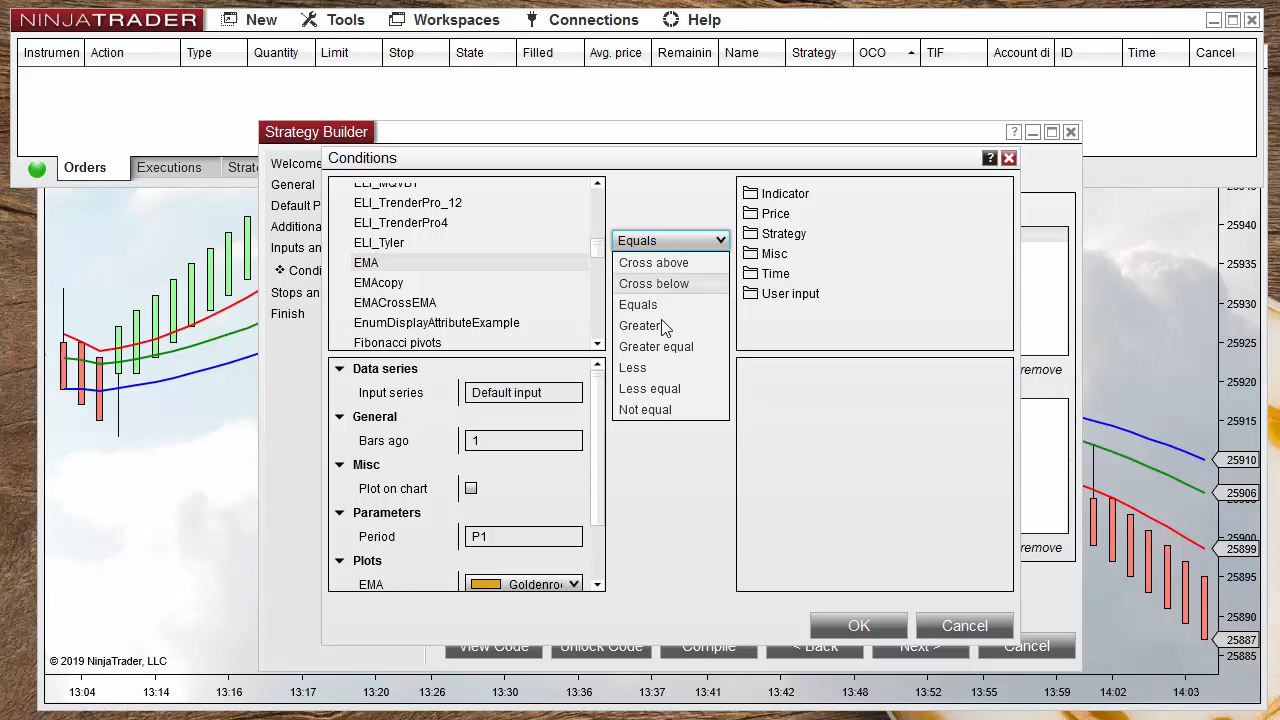 NINJATRADER New Tools Workspaces Connections Help
Instrumen Action Type Quantity Limit Stop State Filled Avg. price Remainin Name Strategy OCO TIF Account di ID Time Cancel
Orders Executions Strate
Strategy Builder ?
Welcome
General
Default P
Additiona
Inputs an
Condi
Stops an
Finish
Conditions ?
ELI_MQVBT
ELI_TrenderPro_12
ELI_TrenderPro4
ELI_Tyler
EMA
EMAcopy
EMACrossEMA
EnumDisplayAttributeExample
Fibonacci pivots
Data series
Input series Default input
General
Bars ago 1
Misc
Plot on chart
Parameters
Period P1
Plots
EMA Goldenro
Equals
Cross above
Cross below
Equals
Greater
Greater equal
Less
Less equal
Not equal
Indicator
Price
Strategy
Misc
Time
User input
remove
remove
OK Cancel
View Code Unlock Code Compile < Back Next > Cancel
25940
25935
25930
25925
25920
25915
25910
25906
25900
25899
25895
25890
25887
25885
© 2019 NinjaTrader, LLC
13:04 13:14 13:16 13:17 13:20 13:26 13:30 13:36 13:37 13:41 13:42 13:48 13:52 13:55 13:59 14:02 14:03